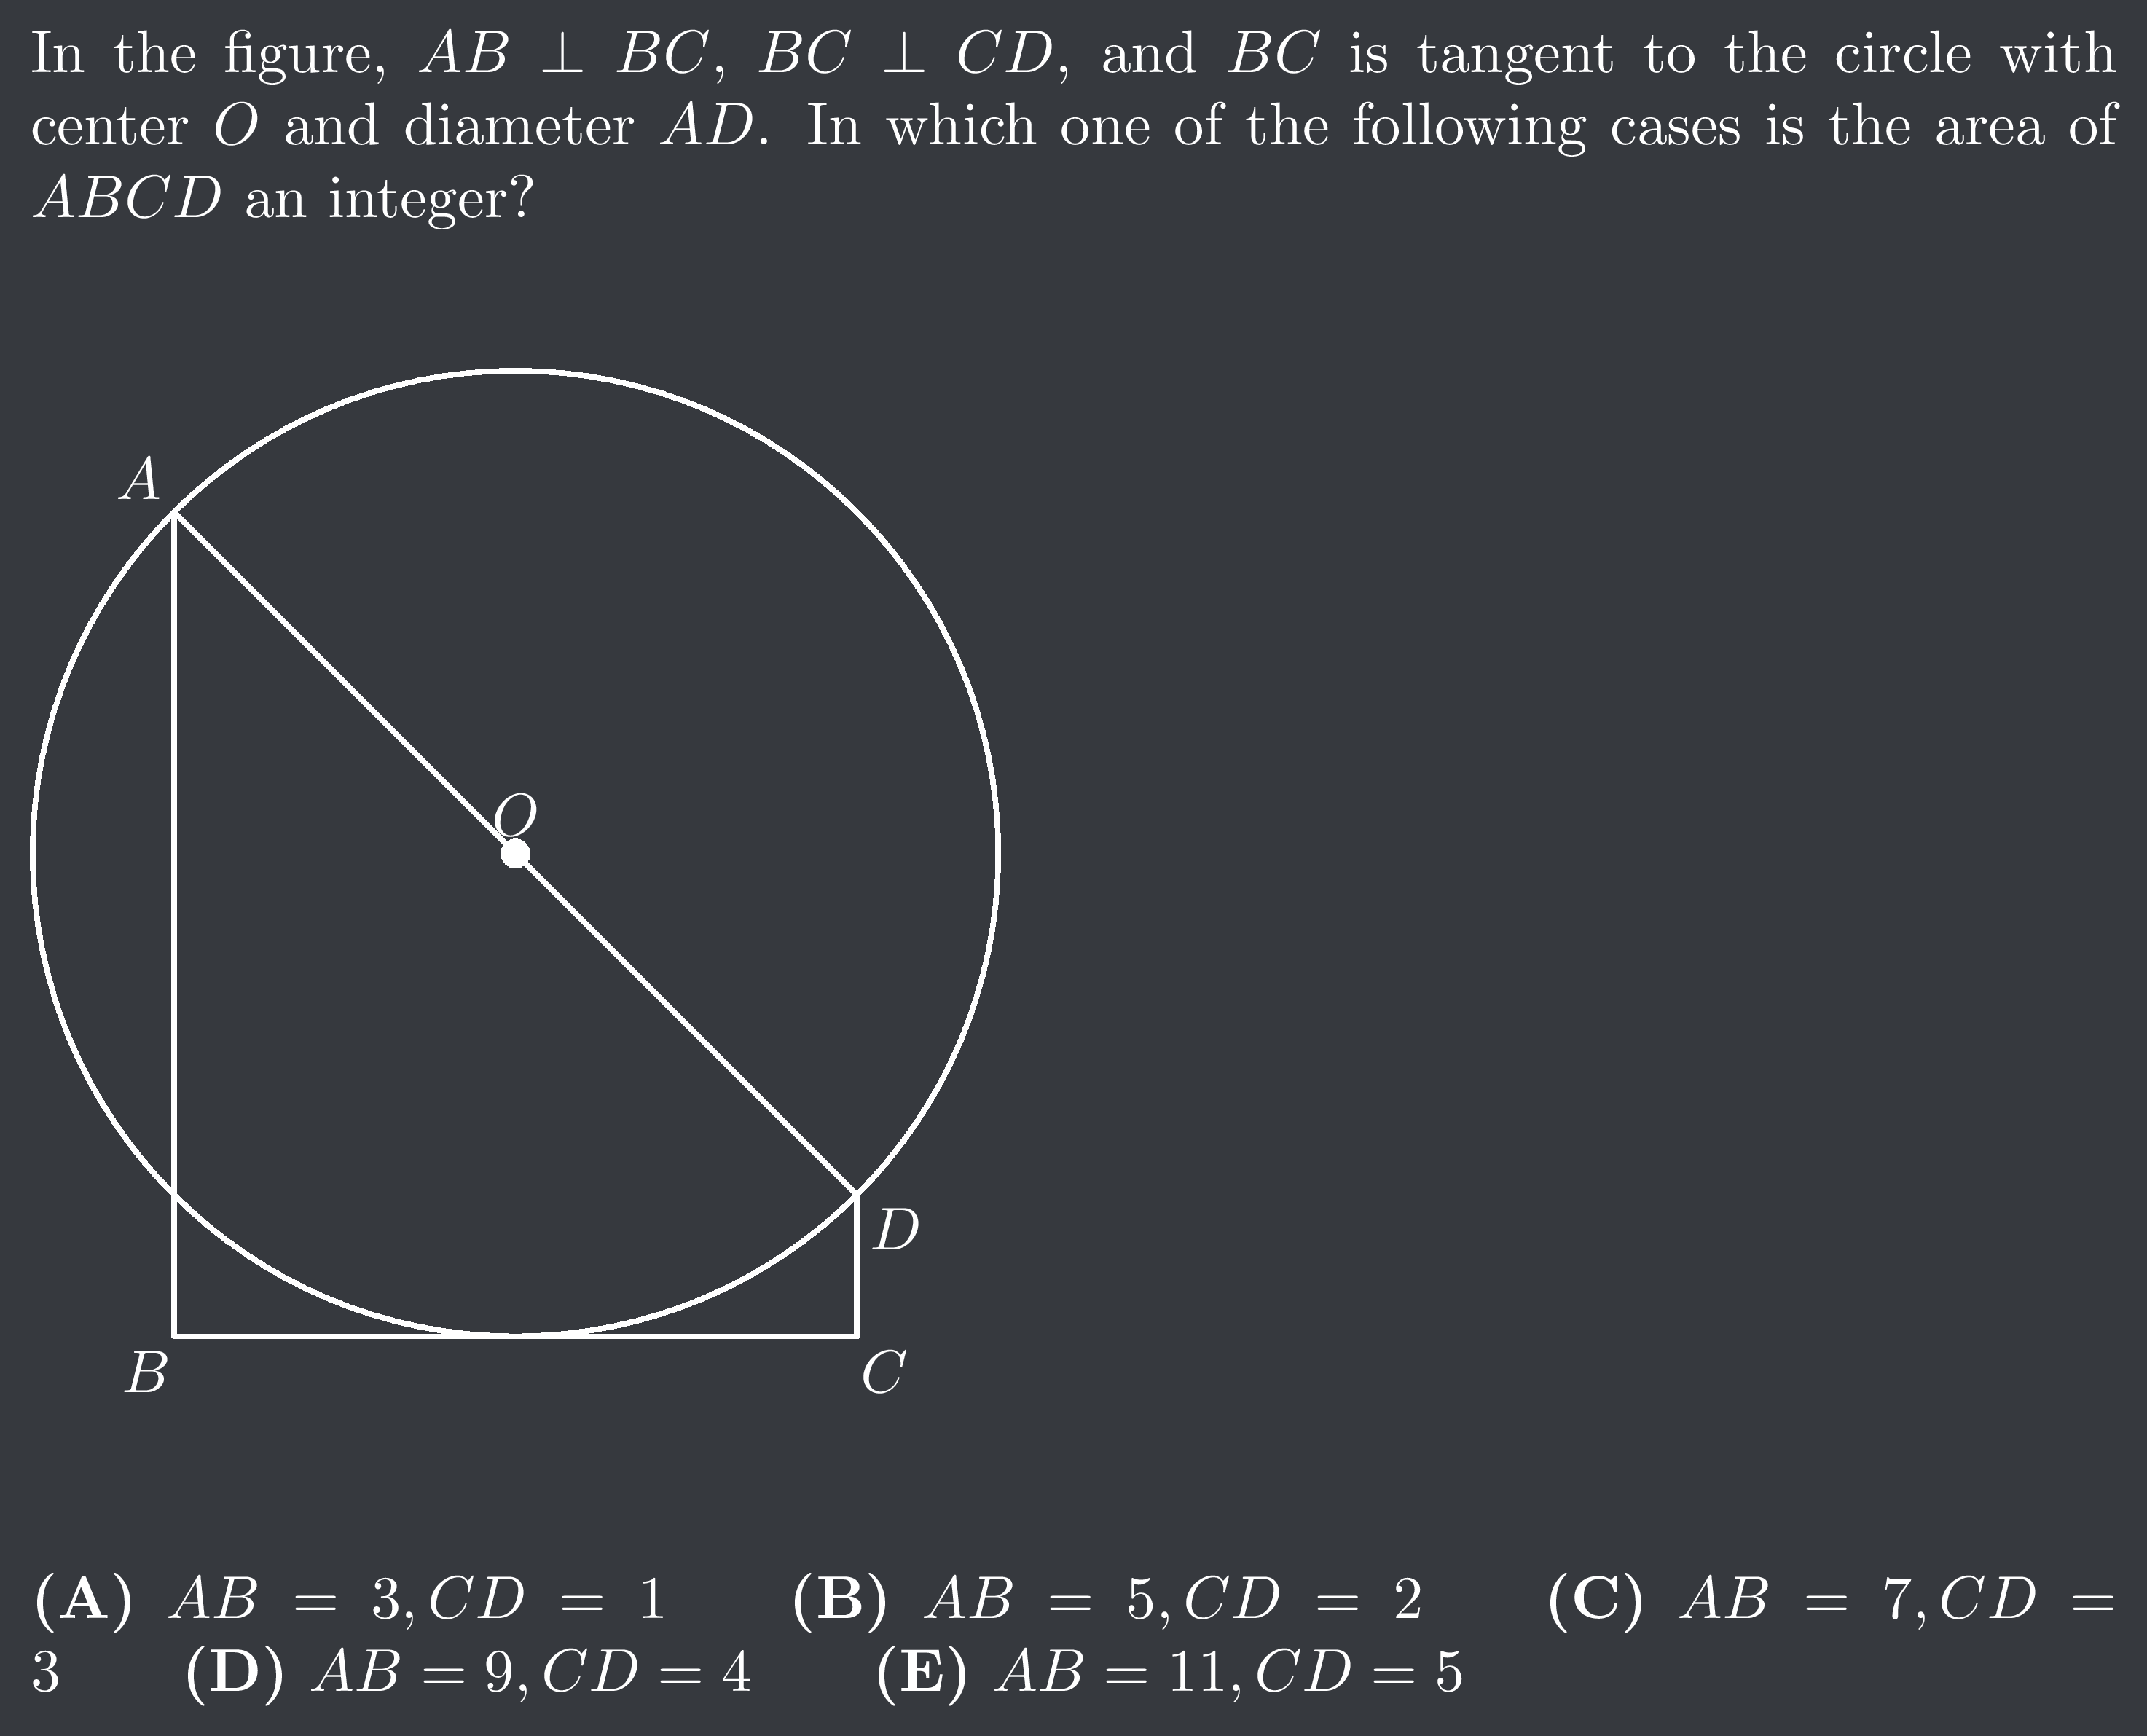 In the figure, AB ⊥ BC, BC ⊥ CD, and BC is tangent to the circle with
center O and diameter AD. In which one of the following cases is the area of
ABCD an integer?
A
O
D
B
C
(A) AB = 3, CD = 1 (B) AB = 5, CD = 2 (C) AB = 7, CD =
3 (D) AB = 9, CD = 4 (E) AB = 11, CD = 5